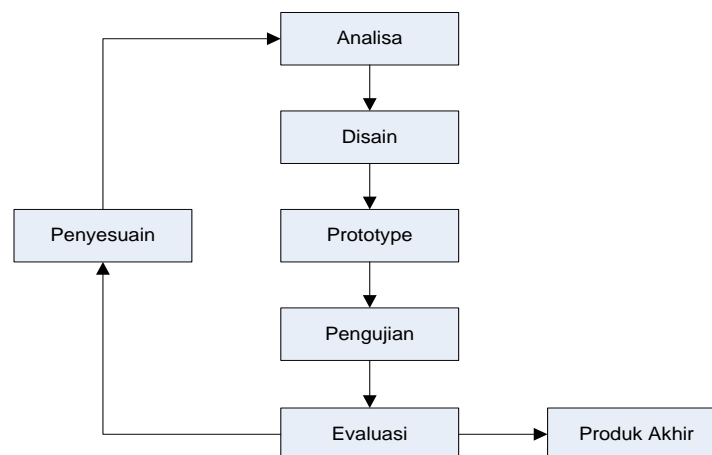 Analisa
Disain
Penyesuain
Prototype
Pengujian
Evaluasi
Produk Akhir